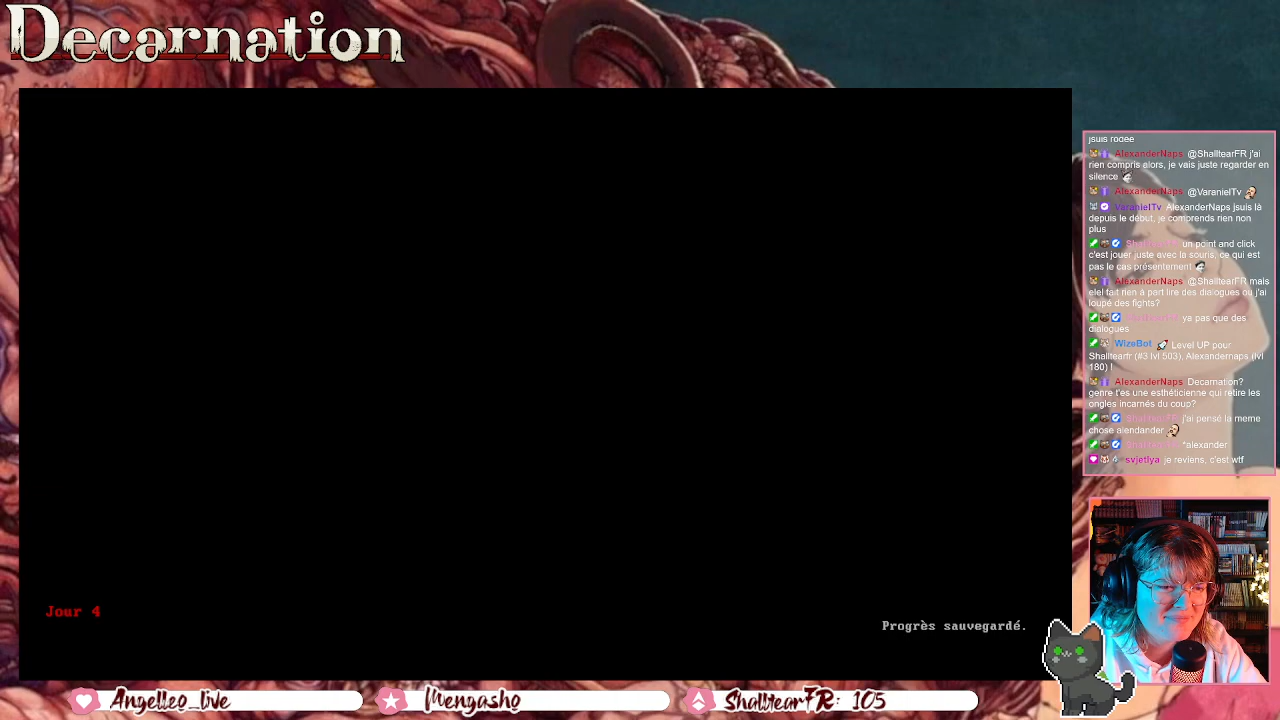 Decarnation
jsuis rodée
AlexanderNaps @ShalltearFR j'ai
rien compris alors, je vais juste regarder en
silence
AlexanderNaps @VaranielTv
VaranielTv AlexanderNaps jsuis là
depuis le début, je comprends rien non
plus
ShalltearFR un point and click
c'est jouer juste avec la souris, ce qui est
pas le cas présentement
AlexanderNaps @ShalltearFR mais
elel fait rien à part lire des dialogues ou j'ai
loupé des fights?
ShalltearFR ya pas que des
dialogues
WizeBot Level UP pour
Shalltearfr (#3 lvl 503), Alexandernaps (lvl
180) !
AlexanderNaps Decarnation?
genre t'es une esthéticienne qui retire les
ongles incarnés du coup?
ShalltearFR j'ai pensé la meme
chose alendander
ShalltearFR *alexander
svjetlya je reviens, c'est wtf
Jour 4
Progrès sauvegardé.
Angelleo_live
Mengasho
ShalltearFR: 105